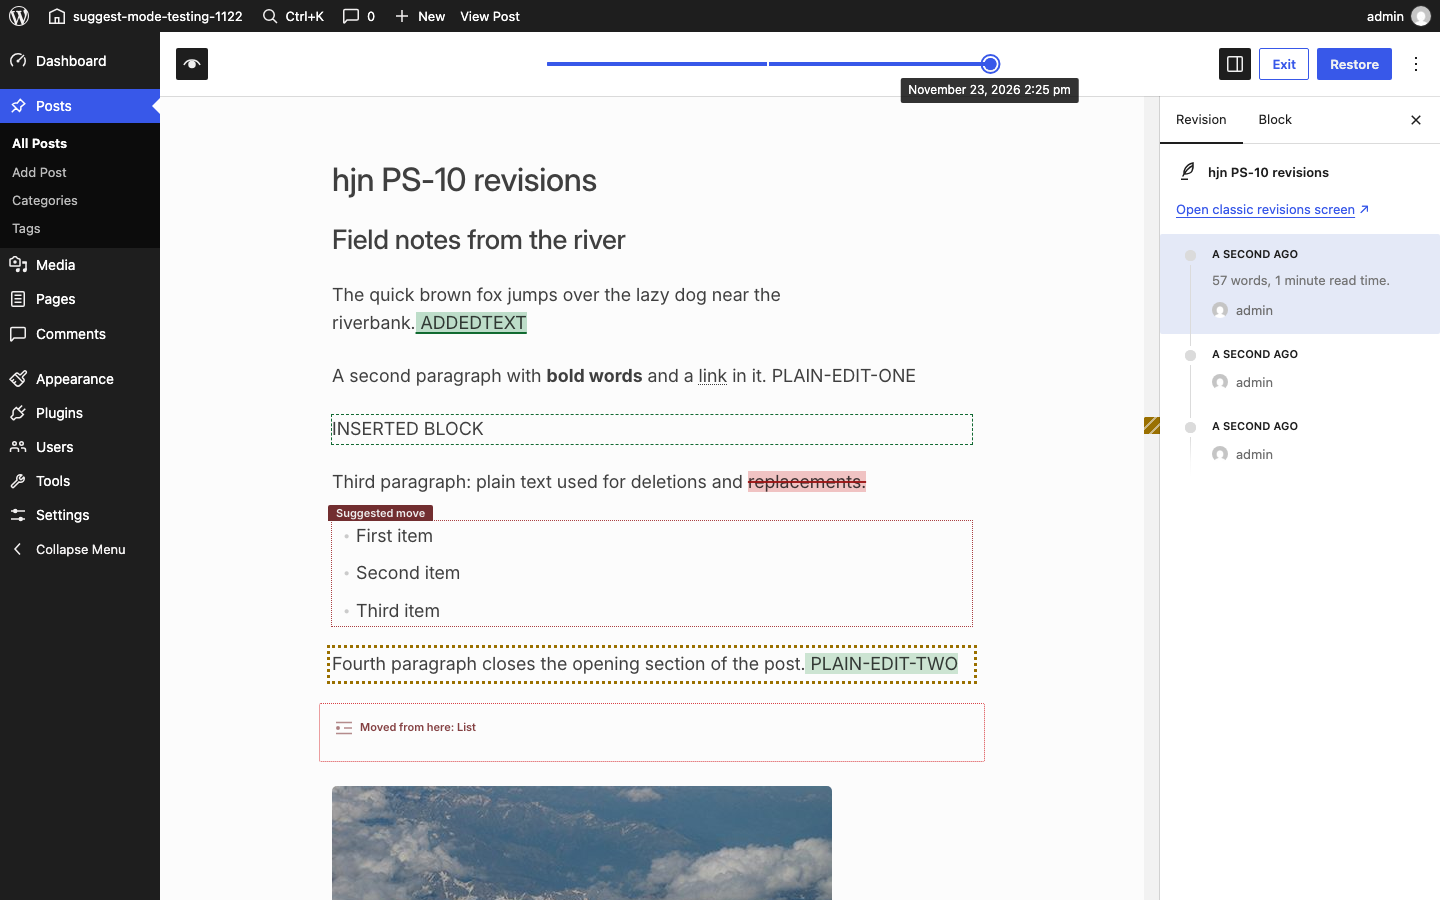 suggest-mode-testing-1122 Ctrl+K 0 New View Post admin
Dashboard
Posts
All Posts
Add Post
Categories
Tags
Media
Pages
Comments
Appearance
Plugins
Users
Tools
Settings
Collapse Menu
Exit Restore
November 23, 2026 2:25 pm
hjn PS-10 revisions
Field notes from the river
The quick brown fox jumps over the lazy dog near the
riverbank. ADDEDTEXT
A second paragraph with bold words and a link in it. PLAIN-EDIT-ONE
INSERTED BLOCK
Third paragraph: plain text used for deletions and replacements.
Suggested move
First item
Second item
Third item
Fourth paragraph closes the opening section of the post. PLAIN-EDIT-TWO
Moved from here: List
Revision Block
hjn PS-10 revisions
Open classic revisions screen ↗
A SECOND AGO
57 words, 1 minute read time.
admin
A SECOND AGO
admin
A SECOND AGO
admin